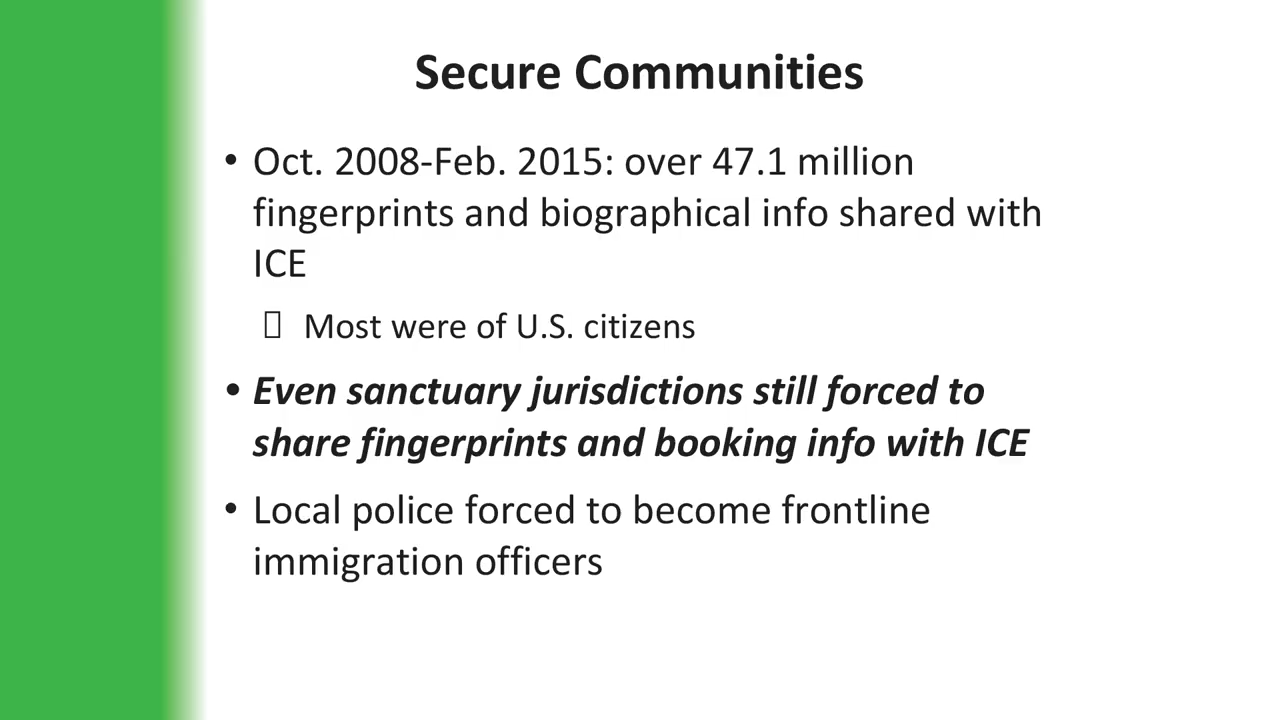 Secure Communities
• Oct. 2008-Feb. 2015: over 47.1 million
fingerprints and biographical info shared with
ICE
▯ Most were of U.S. citizens
• Even sanctuary jurisdictions still forced to
share fingerprints and booking info with ICE
• Local police forced to become frontline
immigration officers